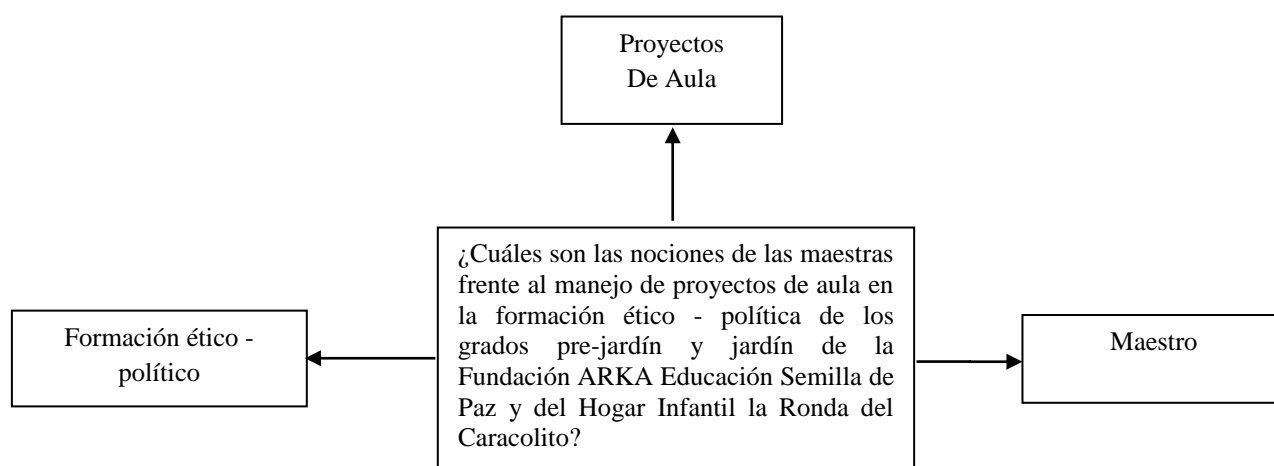 Proyectos
De Aula
¿Cuáles son las nociones de las maestras
frente al manejo de proyectos de aula en
la formación ético - política de los
grados pre-jardín y jardín de la
Fundación ARKA Educación Semilla de
Paz y del Hogar Infantil la Ronda del
Caracolito?
Formación ético -
político
Maestro